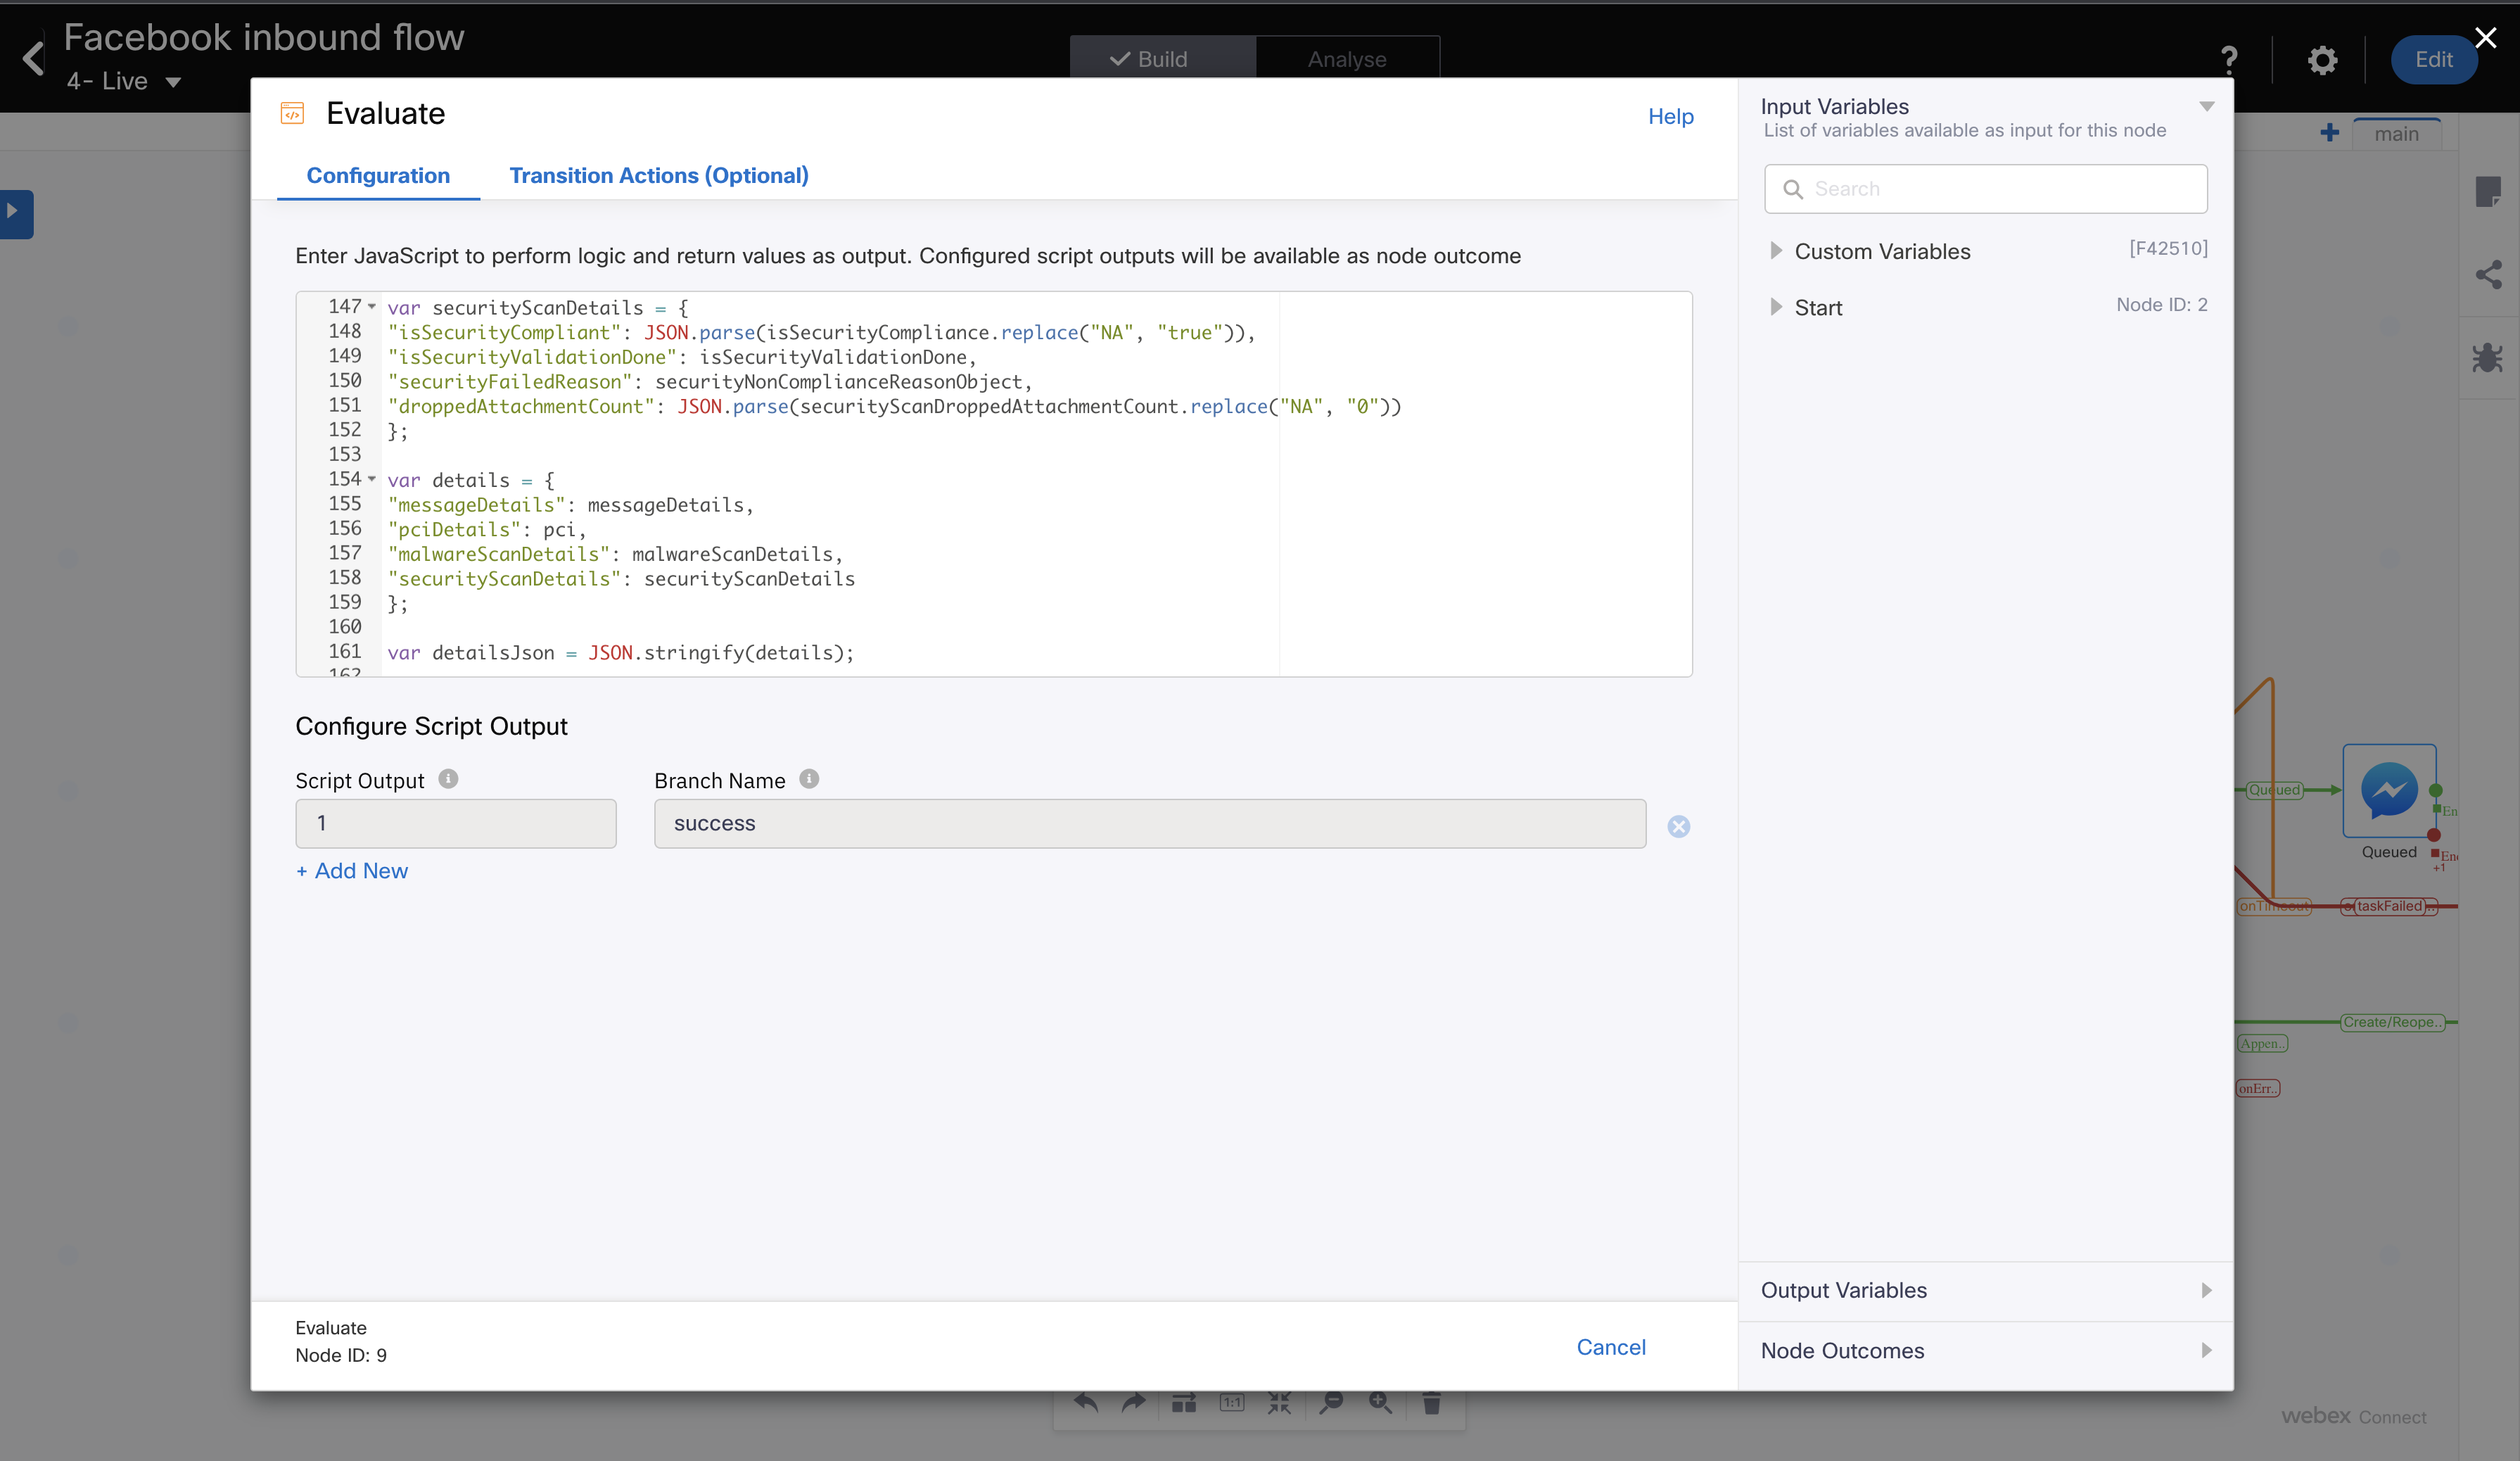 Facebook inbound flow
4- Live
Build
Analyse
Edit
main
Evaluate
Help
Configuration
Transition Actions (Optional)
Enter JavaScript to perform logic and return values as output. Configured script outputs will be available as node outcome
147 var securityScanDetails = {
148 "isSecurityCompliant": JSON.parse(isSecurityCompliance.replace("NA", "true")),
149 "isSecurityValidationDone": isSecurityValidationDone,
150 "securityFailedReason": securityNonComplianceReasonObject,
151 "droppedAttachmentCount": JSON.parse(securityScanDroppedAttachmentCount.replace("NA", "0"))
152 };
153
154 var details = {
155 "messageDetails": messageDetails,
156 "pciDetails": pci,
157 "malwareScanDetails": malwareScanDetails,
158 "securityScanDetails": securityScanDetails
159 };
160
161 var detailsJson = JSON.stringify(details);
162
Configure Script Output
Script Output
Branch Name
1
success
+ Add New
Evaluate
Node ID: 9
Cancel
Input Variables
List of variables available as input for this node
Search
Custom Variables
[F42510]
Start
Node ID: 2
Output Variables
Node Outcomes
Queued
Queued
En
+1
onTimeout
(taskFailed)
Create/Reope..
Appen..
onErr..
1:1
webex Connect